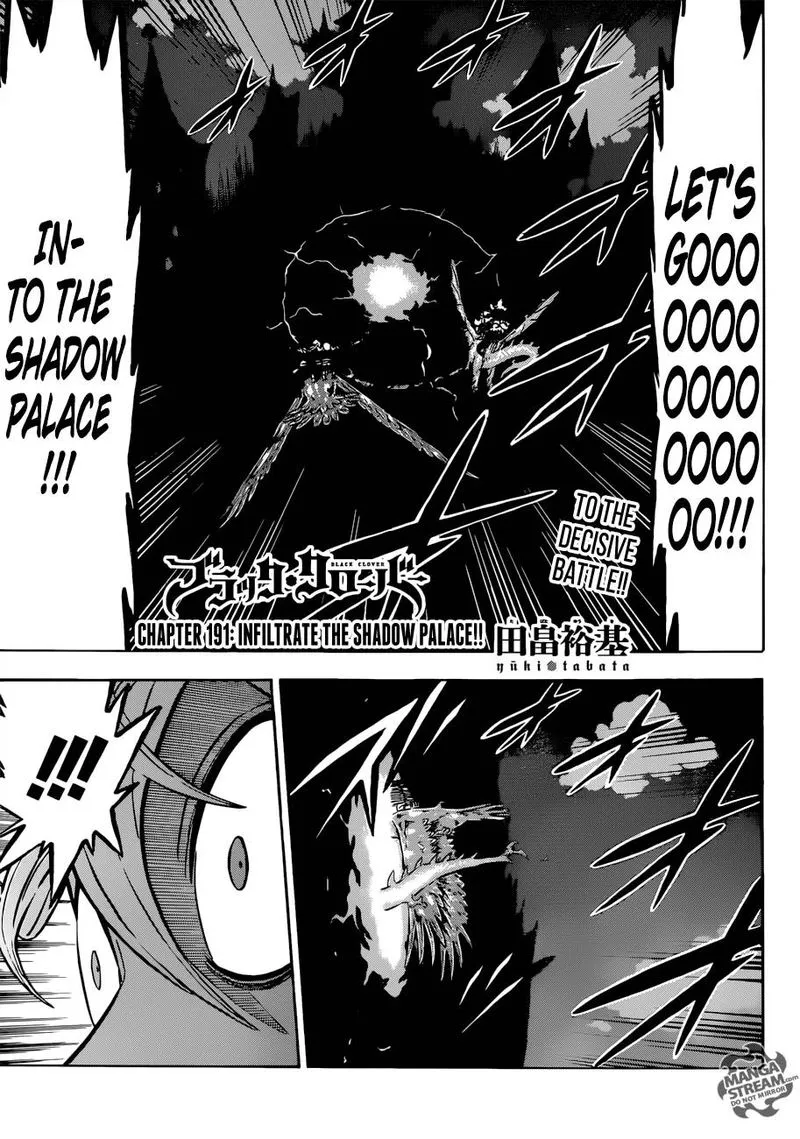 LET'S
GOOO
OOOO
OOOO
OOOO
OO!!!
IN-
TO THE
SHADOW
PALACE
!!!
TO THE
DECISIVE
BATTLE!!
ブラッククローバー
BLACK CLOVER
CHAPTER 191: INFILTRATE THE SHADOW PALACE!!
田畠裕基
yūki tabata
!!!
MANGA
STREAM.com
DO NOT MIRROR